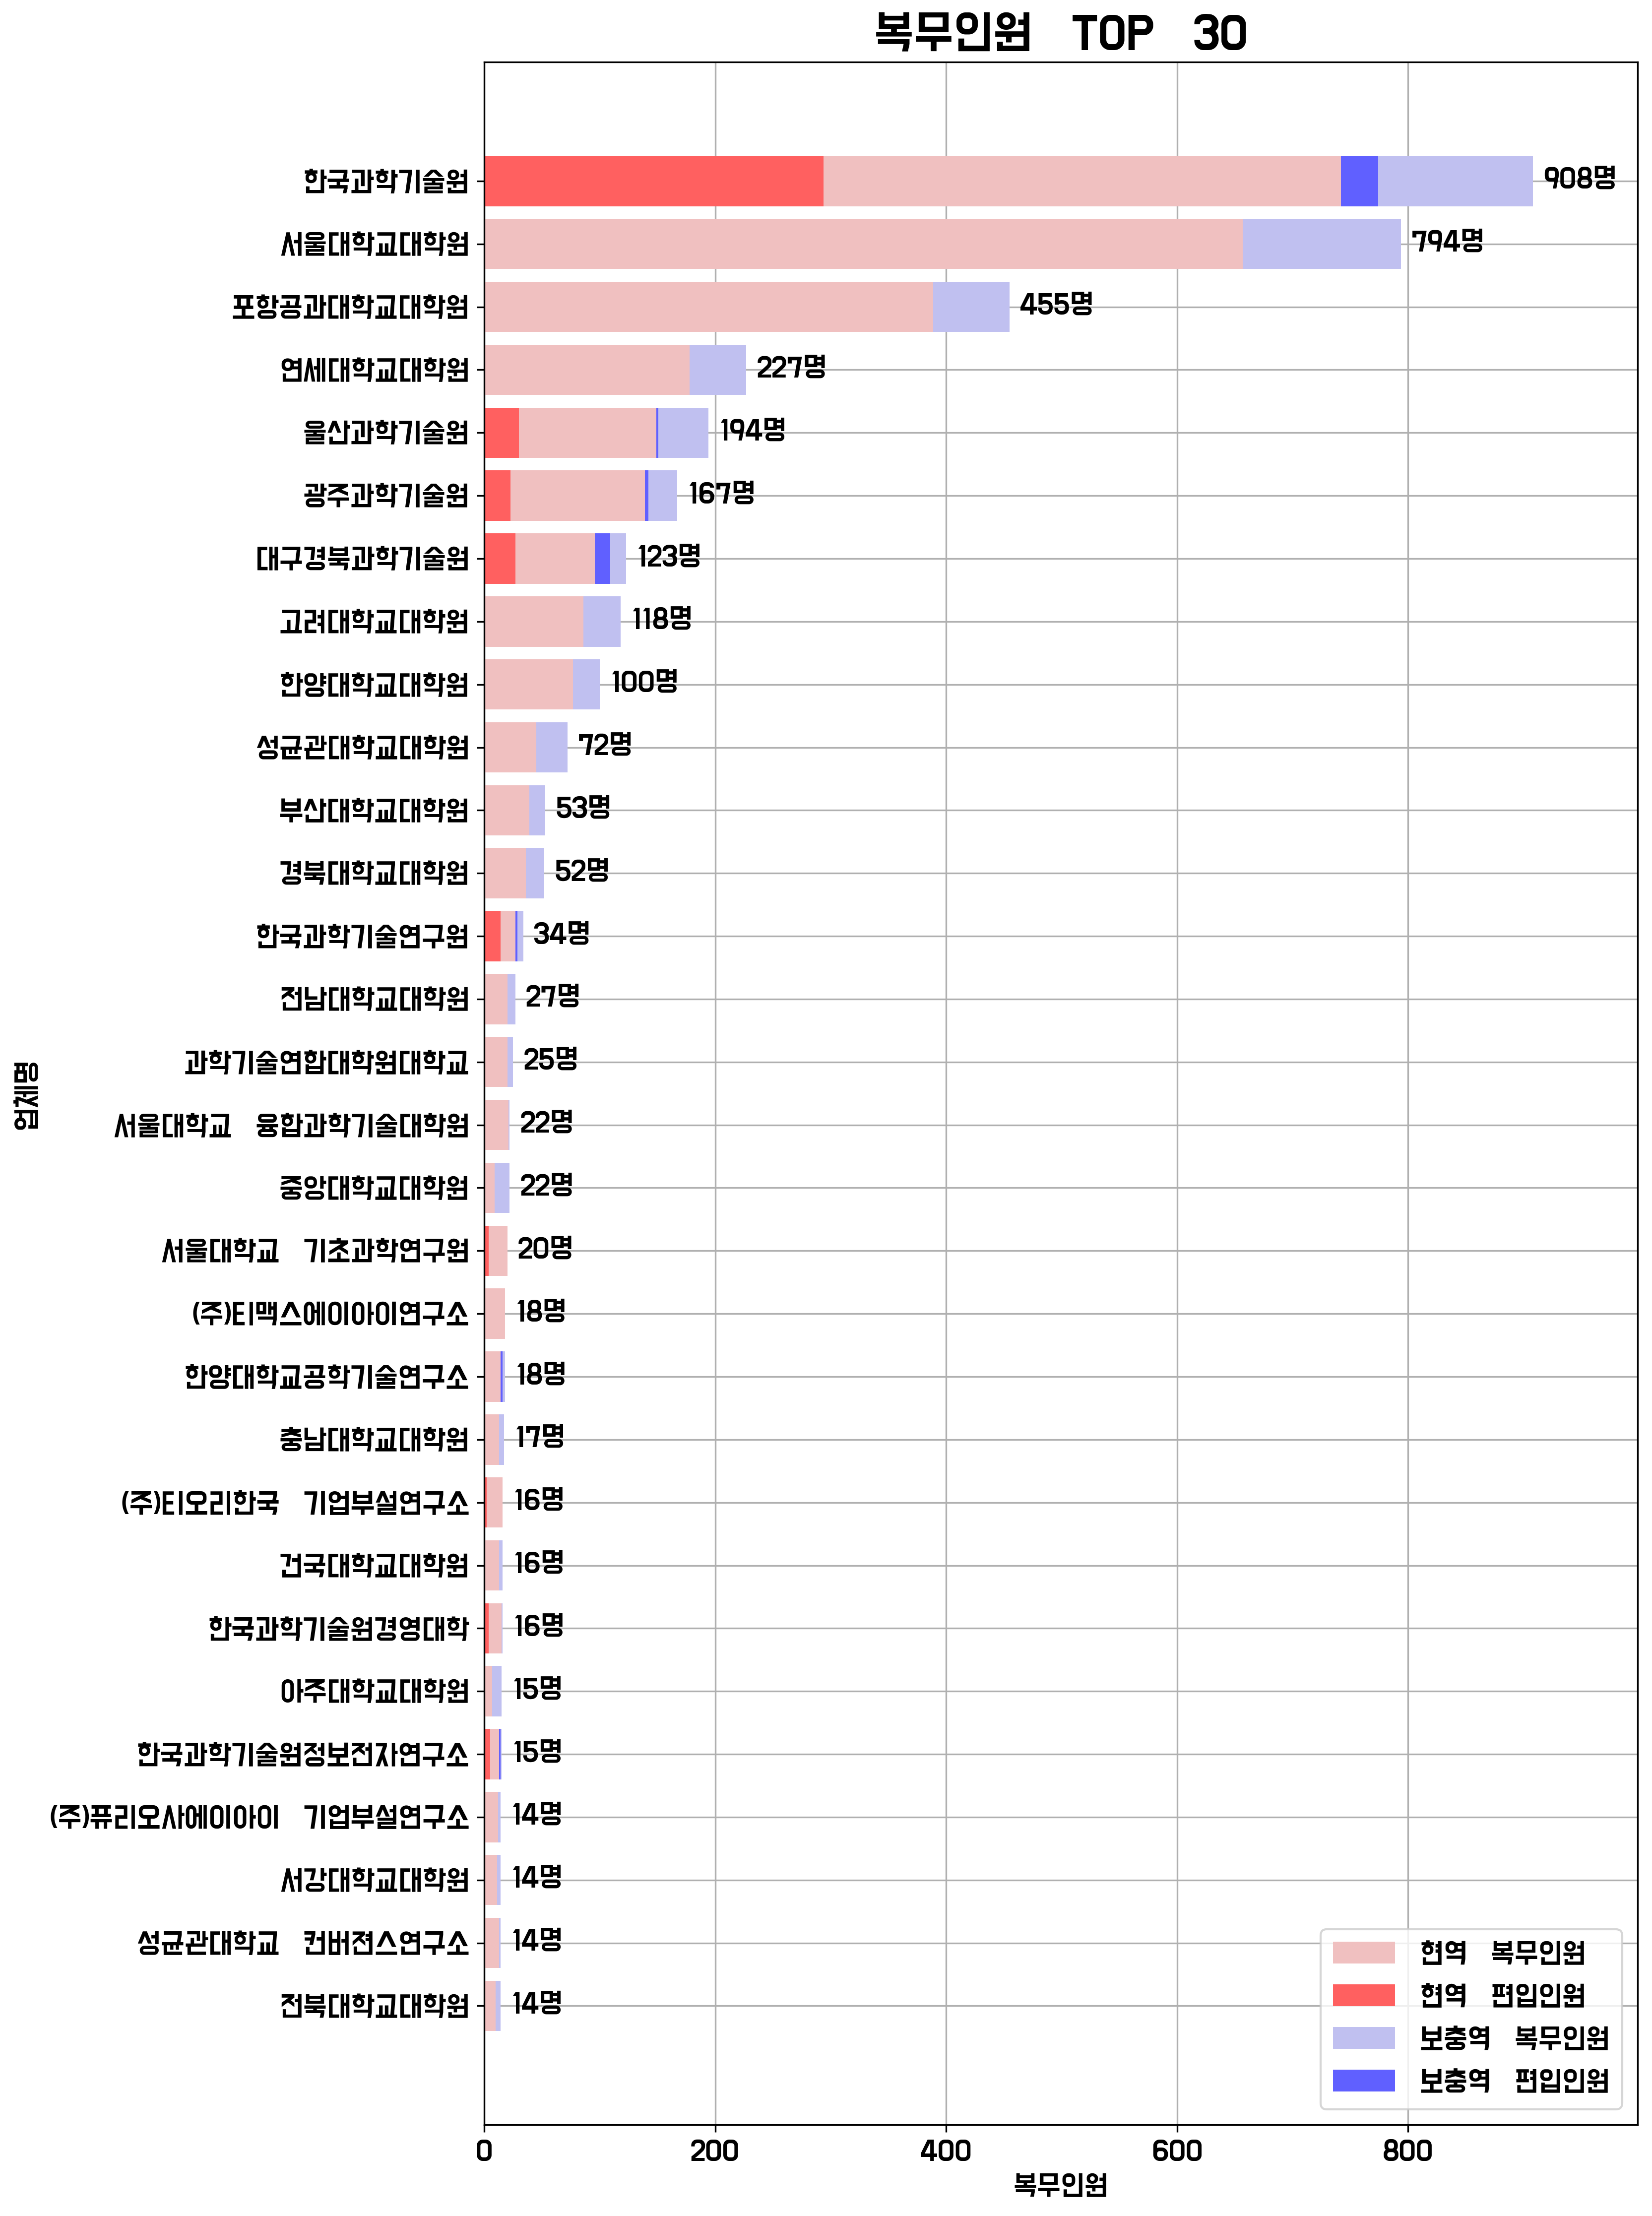 복무인원 TOP 30
한국과학기술원 908명
서울대학교대학원 794명
포항공과대학교대학원 455명
연세대학교대학원 227명
울산과학기술원 194명
광주과학기술원 167명
대구경북과학기술원 123명
고려대학교대학원 118명
한양대학교대학원 100명
성균관대학교대학원 72명
부산대학교대학원 53명
경북대학교대학원 52명
한국과학기술연구원 34명
전남대학교대학원 27명
과학기술연합대학원대학교 25명
서울대학교 융합과학기술대학원 22명
중앙대학교대학원 22명
서울대학교 기초과학연구원 20명
(주)티맥스에이아이연구소 18명
한양대학교공학기술연구소 18명
충남대학교대학원 17명
(주)티오리한국 기업부설연구소 16명
건국대학교대학원 16명
한국과학기술원경영대학 16명
아주대학교대학원 15명
한국과학기술원정보전자연구소 15명
(주)퓨리오사에이아이 기업부설연구소 14명
서강대학교대학원 14명
성균관대학교 컨버젼스연구소 14명
전북대학교대학원 14명
업체명
현역 복무인원
현역 편입인원
보충역 복무인원
보충역 편입인원
0 200 400 600 800
복무인원